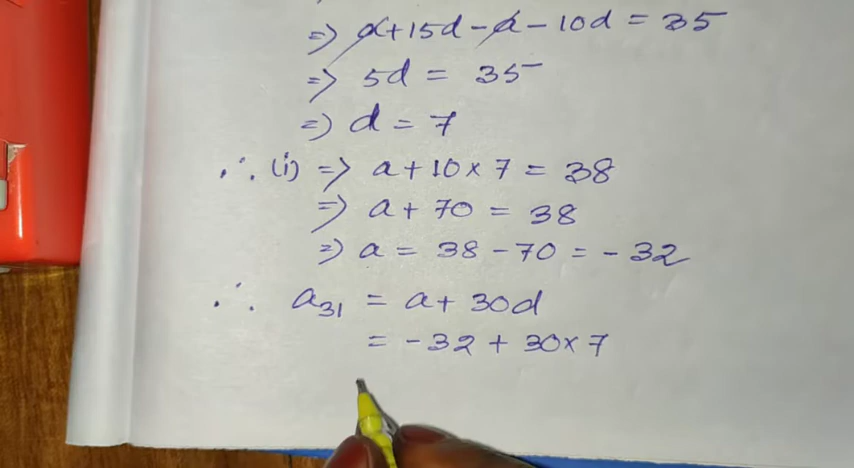 => a+15d-a-10d = 35
=> 5d = 35
=> d = 7
∴ (i) => a+10×7 = 38
=> a+70 = 38
=> a = 38-70 = -32
∴ a₃₁ = a+30d
= -32+30×7